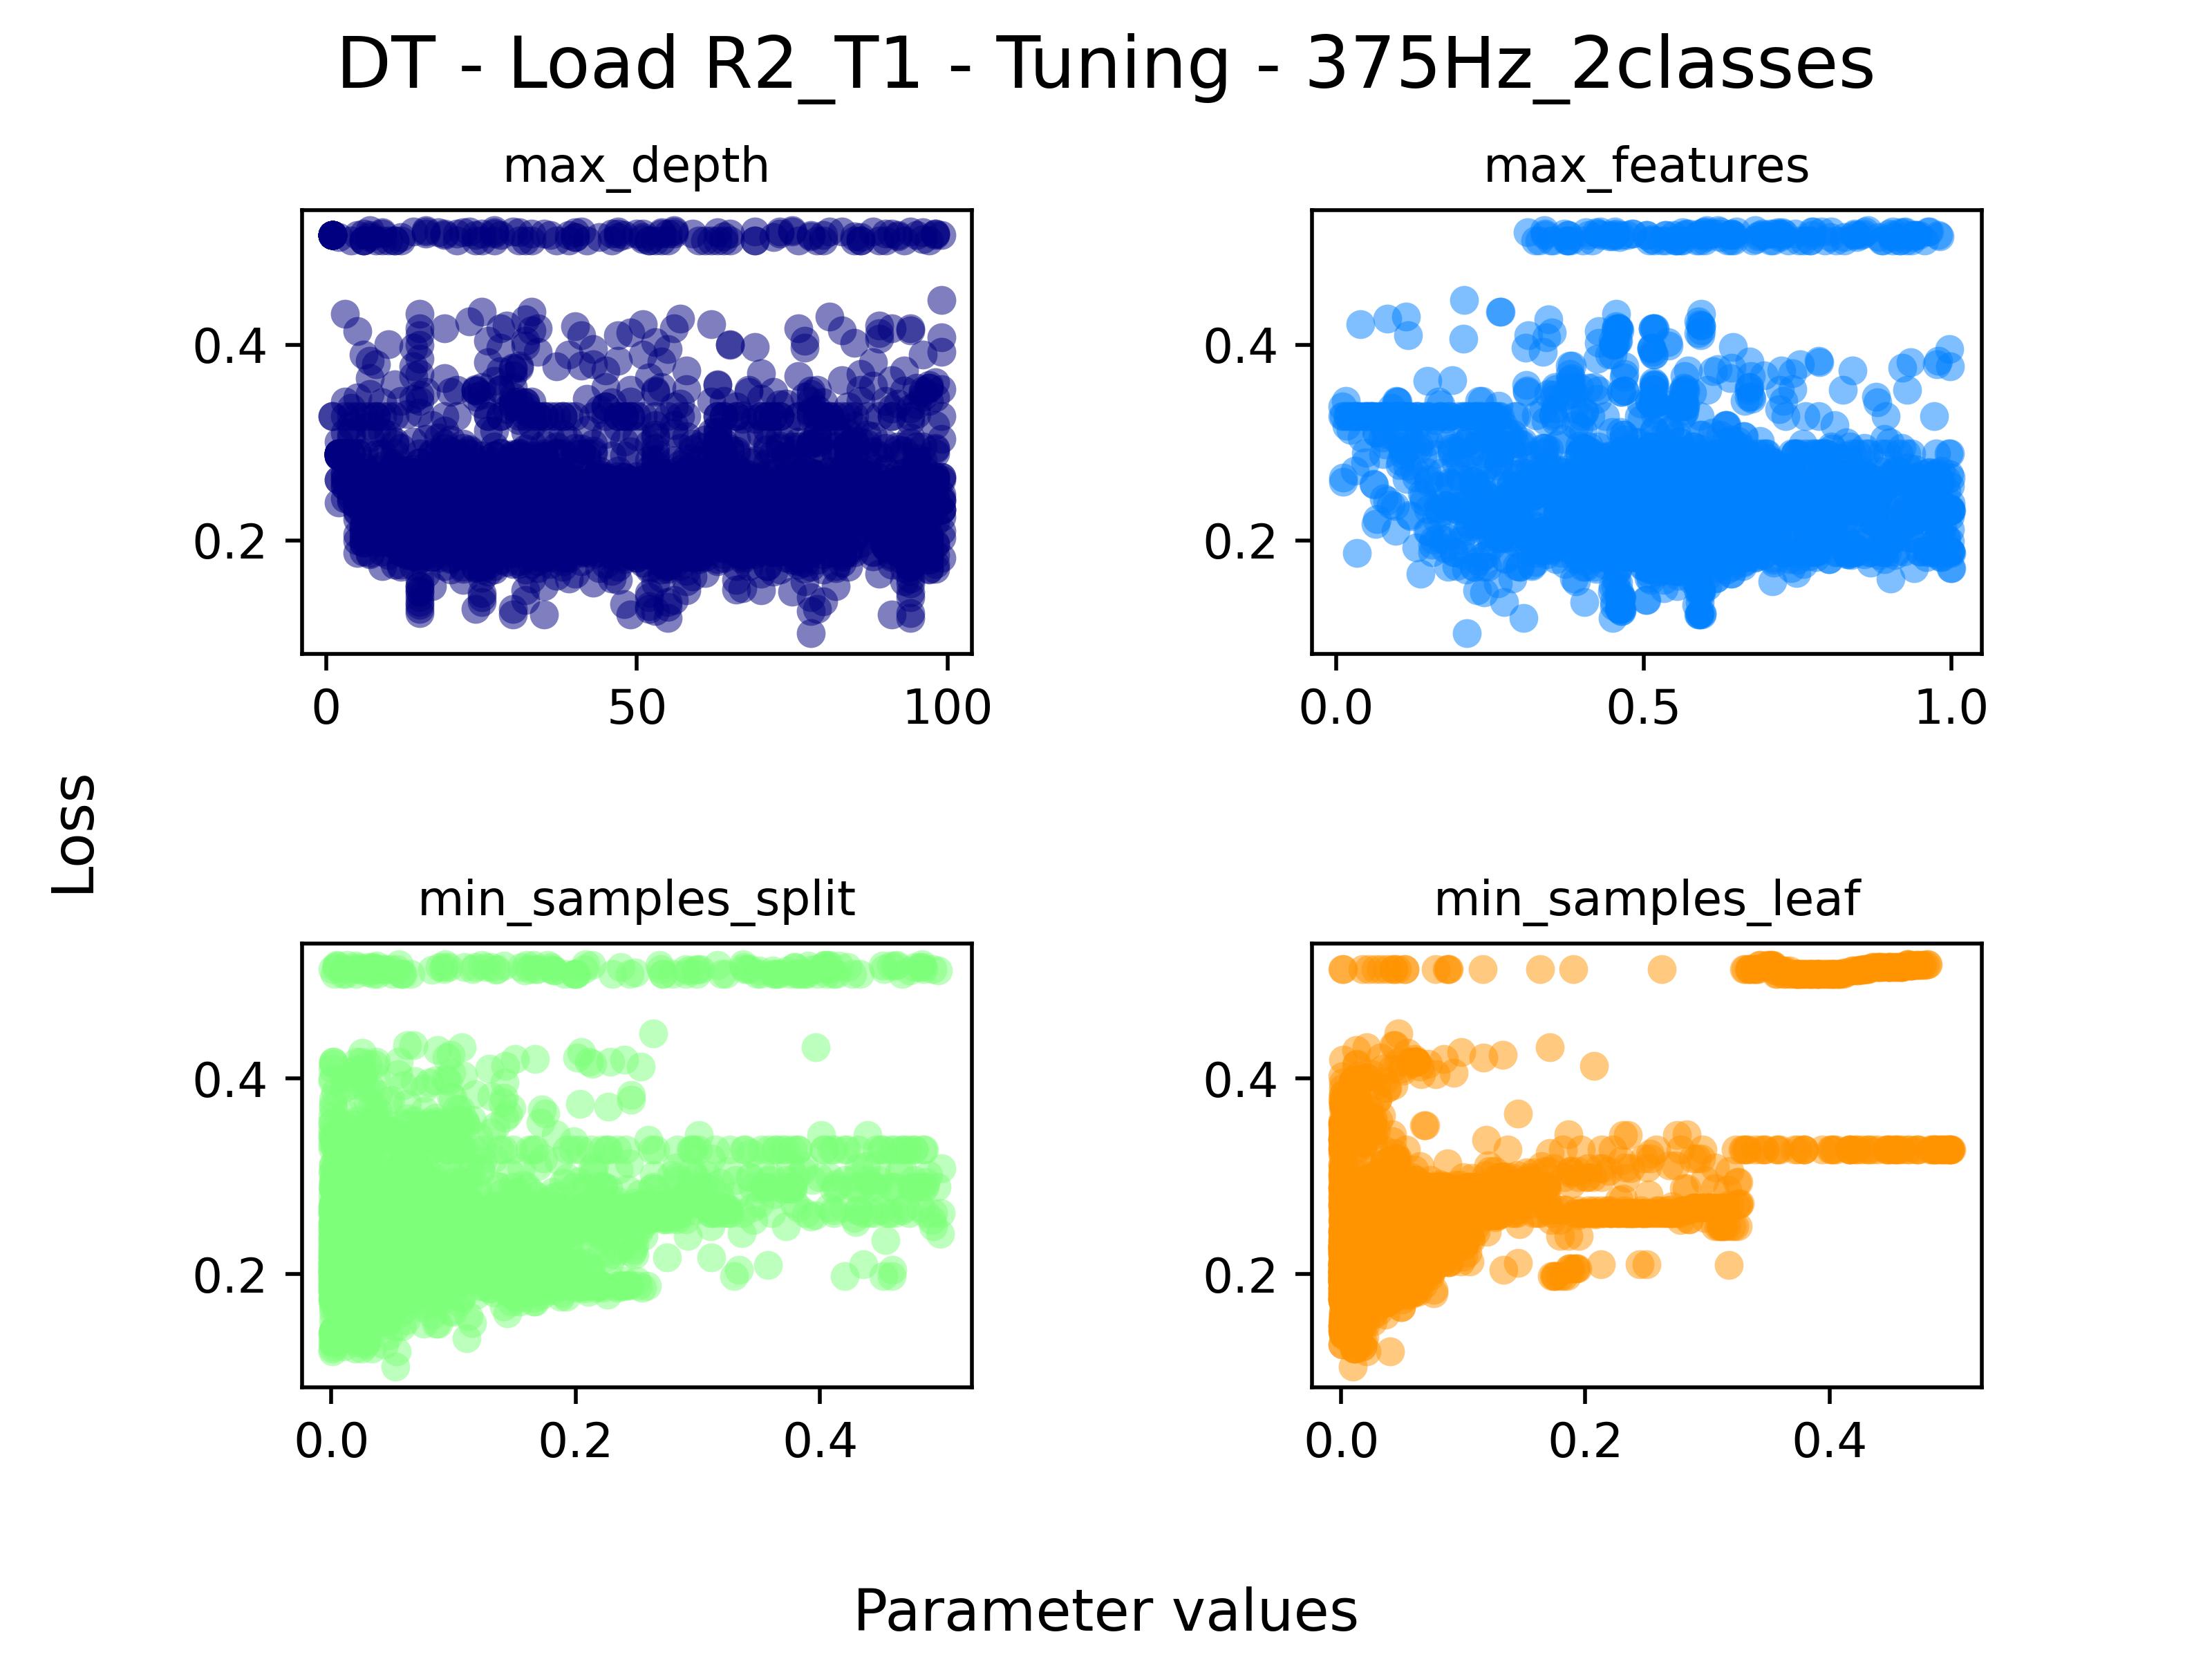 DT - Load R2_T1 - Tuning - 375Hz_2classes
max_depth
0.4
0.2
0 50 100
max_features
0.4
0.2
0.0 0.5 1.0
Loss
min_samples_split
0.4
0.2
0.0 0.2 0.4
min_samples_leaf
0.4
0.2
0.0 0.2 0.4
Parameter values